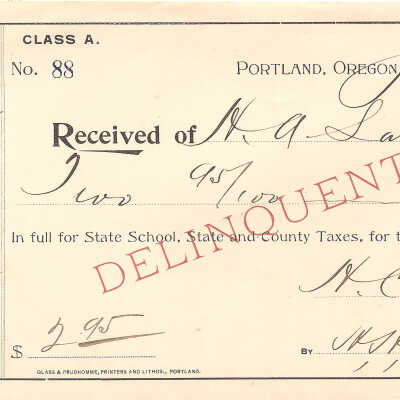 CLASS A.
No. 88 PORTLAND, OREGON,
Received of H. A. La
Two 95/100
DELINQUENT
In full for State School, State and County Taxes, for t
H. C
$ 2.95 BY
GLASS & PRUDHOMME, PRINTERS AND LITHOS., PORTLAND.